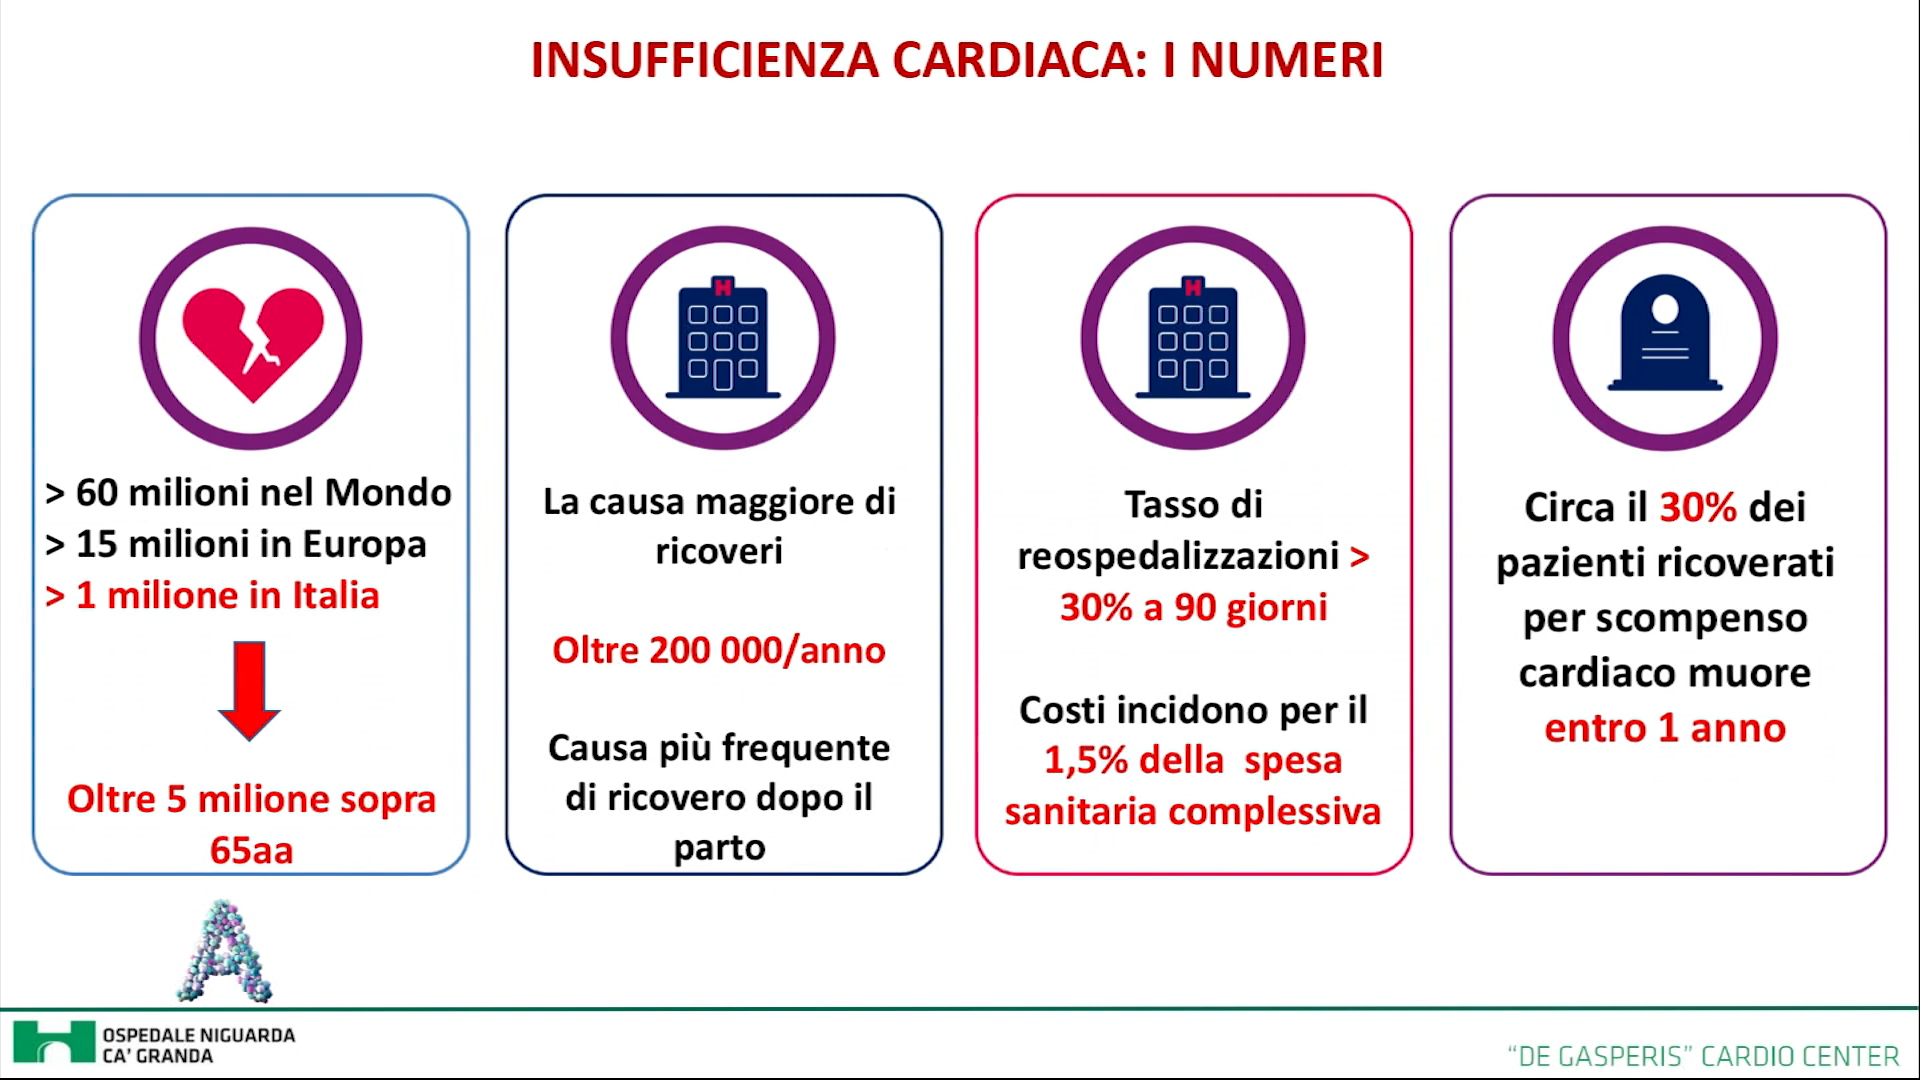 INSUFFICIENZA CARDIACA: I NUMERI
> 60 milioni nel Mondo
> 15 milioni in Europa
> 1 milione in Italia
Oltre 5 milione sopra
65aa
H
La causa maggiore di
ricoveri
Oltre 200 000/anno
Causa più frequente
di ricovero dopo il
parto
H
Tasso di
reospedalizzazioni >
30% a 90 giorni
Costi incidono per il
1,5% della spesa
sanitaria complessiva
Circa il 30% dei
pazienti ricoverati
per scompenso
cardiaco muore
entro 1 anno
A
OSPEDALE NIGUARDA
CA' GRANDA
"DE GASPERIS" CARDIO CENTER